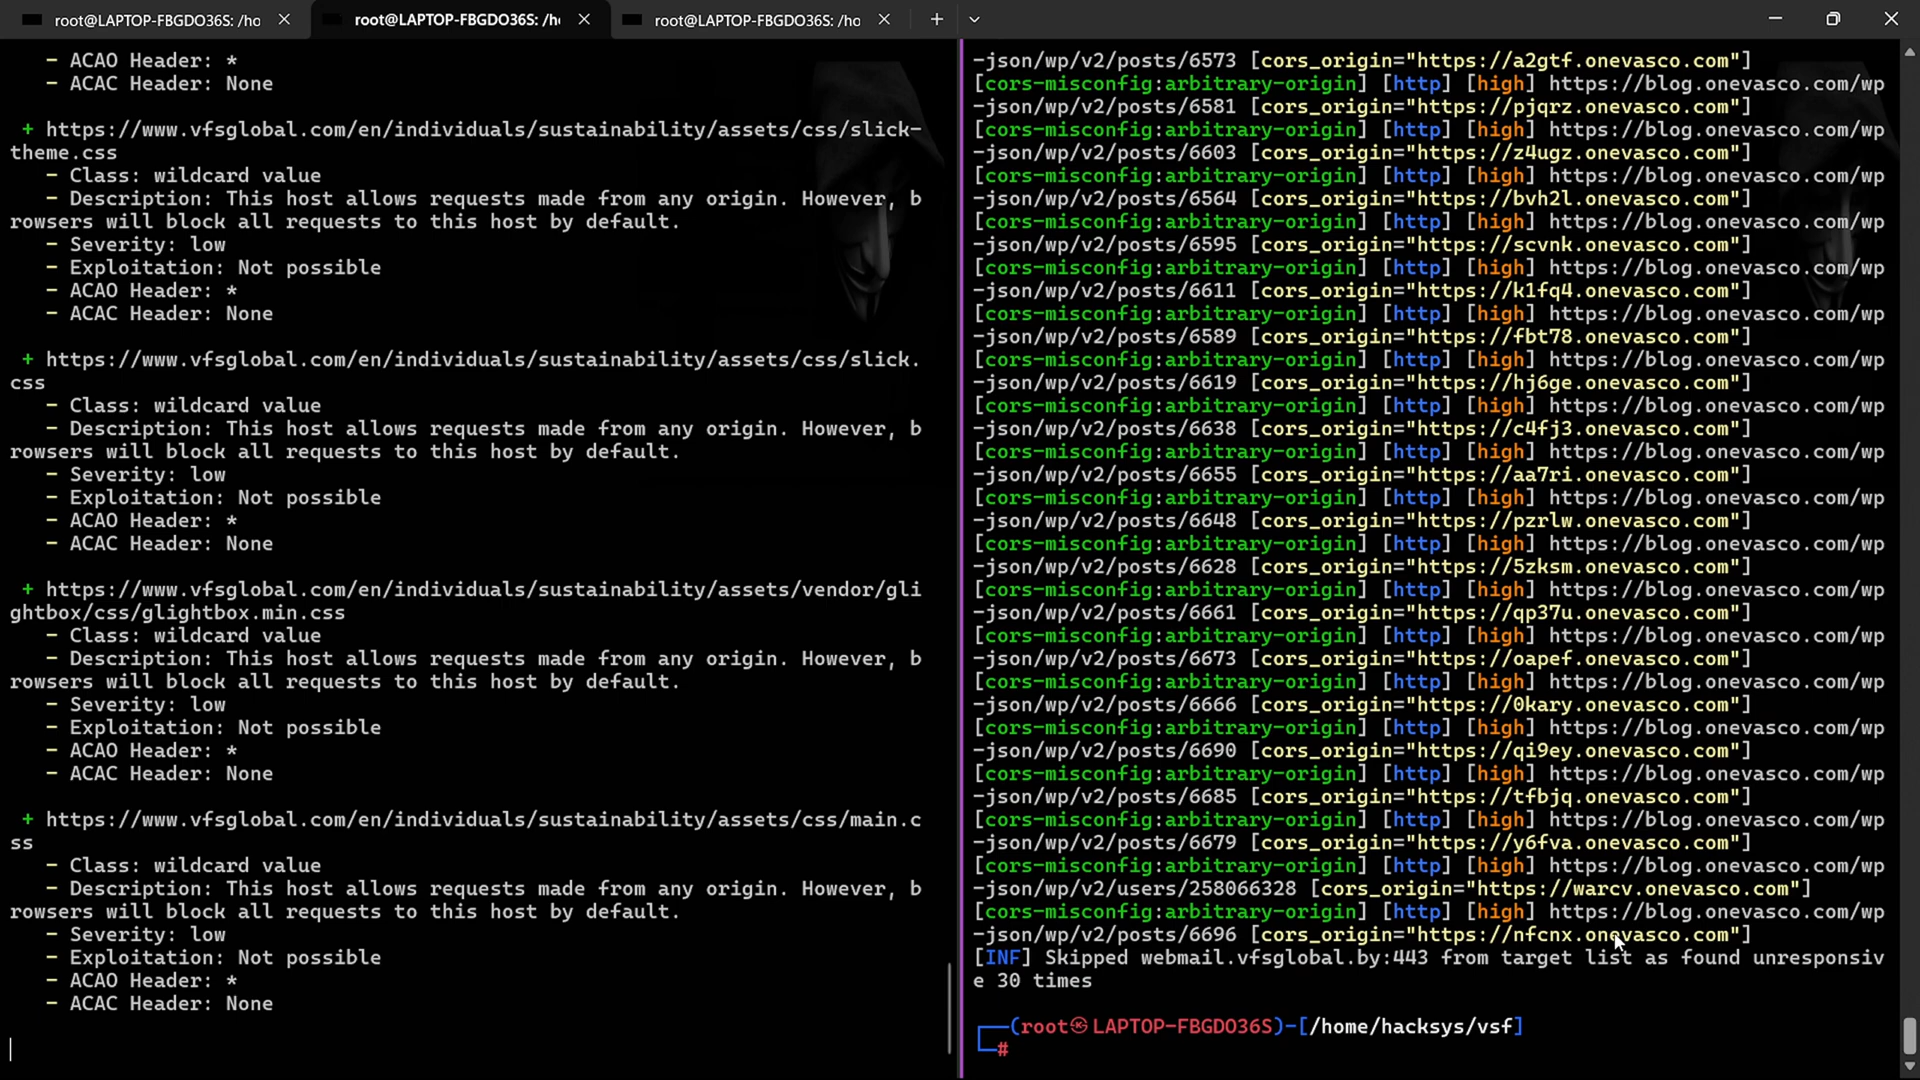 root@LAPTOP-FBGDO36S: /ho
root@LAPTOP-FBGDO36S: /h
root@LAPTOP-FBGDO36S: /ho
- ACAO Header: *
- ACAC Header: None
+ https://www.vfsglobal.com/en/individuals/sustainability/assets/css/slick-
theme.css
- Class: wildcard value
- Description: This host allows requests made from any origin. However, b
rowsers will block all requests to this host by default.
- Severity: low
- Exploitation: Not possible
- ACAO Header: *
- ACAC Header: None
+ https://www.vfsglobal.com/en/individuals/sustainability/assets/css/slick.
css
- Class: wildcard value
- Description: This host allows requests made from any origin. However, b
rowsers will block all requests to this host by default.
- Severity: low
- Exploitation: Not possible
- ACAO Header: *
- ACAC Header: None
+ https://www.vfsglobal.com/en/individuals/sustainability/assets/vendor/gli
ghtbox/css/glightbox.min.css
- Class: wildcard value
- Description: This host allows requests made from any origin. However, b
rowsers will block all requests to this host by default.
- Severity: low
- Exploitation: Not possible
- ACAO Header: *
- ACAC Header: None
+ https://www.vfsglobal.com/en/individuals/sustainability/assets/css/main.c
ss
- Class: wildcard value
- Description: This host allows requests made from any origin. However, b
rowsers will block all requests to this host by default.
- Severity: low
- Exploitation: Not possible
- ACAO Header: *
- ACAC Header: None
-json/wp/v2/posts/6573 [cors_origin="https://a2gtf.onevasco.com"]
[cors-misconfig:arbitrary-origin] [http] [high] https://blog.onevasco.com/wp
-json/wp/v2/posts/6581 [cors_origin="https://pjqrz.onevasco.com"]
[cors-misconfig:arbitrary-origin] [http] [high] https://blog.onevasco.com/wp
-json/wp/v2/posts/6603 [cors_origin="https://z4ugz.onevasco.com"]
[cors-misconfig:arbitrary-origin] [http] [high] https://blog.onevasco.com/wp
-json/wp/v2/posts/6564 [cors_origin="https://bvh2l.onevasco.com"]
[cors-misconfig:arbitrary-origin] [http] [high] https://blog.onevasco.com/wp
-json/wp/v2/posts/6595 [cors_origin="https://scvnk.onevasco.com"]
[cors-misconfig:arbitrary-origin] [http] [high] https://blog.onevasco.com/wp
-json/wp/v2/posts/6611 [cors_origin="https://k1fq4.onevasco.com"]
[cors-misconfig:arbitrary-origin] [http] [high] https://blog.onevasco.com/wp
-json/wp/v2/posts/6589 [cors_origin="https://fbt78.onevasco.com"]
[cors-misconfig:arbitrary-origin] [http] [high] https://blog.onevasco.com/wp
-json/wp/v2/posts/6619 [cors_origin="https://hj6ge.onevasco.com"]
[cors-misconfig:arbitrary-origin] [http] [high] https://blog.onevasco.com/wp
-json/wp/v2/posts/6638 [cors_origin="https://c4fj3.onevasco.com"]
[cors-misconfig:arbitrary-origin] [http] [high] https://blog.onevasco.com/wp
-json/wp/v2/posts/6655 [cors_origin="https://aa7ri.onevasco.com"]
[cors-misconfig:arbitrary-origin] [http] [high] https://blog.onevasco.com/wp
-json/wp/v2/posts/6648 [cors_origin="https://pzrlw.onevasco.com"]
[cors-misconfig:arbitrary-origin] [http] [high] https://blog.onevasco.com/wp
-json/wp/v2/posts/6628 [cors_origin="https://5zksm.onevasco.com"]
[cors-misconfig:arbitrary-origin] [http] [high] https://blog.onevasco.com/wp
-json/wp/v2/posts/6661 [cors_origin="https://qp37u.onevasco.com"]
[cors-misconfig:arbitrary-origin] [http] [high] https://blog.onevasco.com/wp
-json/wp/v2/posts/6673 [cors_origin="https://oapef.onevasco.com"]
[cors-misconfig:arbitrary-origin] [http] [high] https://blog.onevasco.com/wp
-json/wp/v2/posts/6666 [cors_origin="https://0kary.onevasco.com"]
[cors-misconfig:arbitrary-origin] [http] [high] https://blog.onevasco.com/wp
-json/wp/v2/posts/6690 [cors_origin="https://qi9ey.onevasco.com"]
[cors-misconfig:arbitrary-origin] [http] [high] https://blog.onevasco.com/wp
-json/wp/v2/posts/6685 [cors_origin="https://tfbjq.onevasco.com"]
[cors-misconfig:arbitrary-origin] [http] [high] https://blog.onevasco.com/wp
-json/wp/v2/posts/6679 [cors_origin="https://y6fva.onevasco.com"]
[cors-misconfig:arbitrary-origin] [http] [high] https://blog.onevasco.com/wp
-json/wp/v2/users/258066328 [cors_origin="https://warcv.onevasco.com"]
[cors-misconfig:arbitrary-origin] [http] [high] https://blog.onevasco.com/wp
-json/wp/v2/posts/6696 [cors_origin="https://nfcnx.onevasco.com"]
[INF] Skipped webmail.vfsglobal.by:443 from target list as found unresponsiv
e 30 times
┌──(root㉿LAPTOP-FBGDO36S)-[/home/hacksys/vsf]
└─#